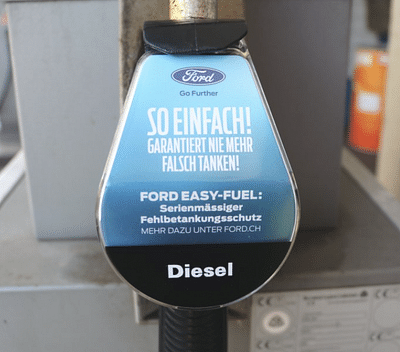 Ford
Go Further
SO EINFACH!
GARANTIERT NIE MEHR
FALSCH TANKEN!
FORD EASY-FUEL:
Serienmässiger
Fehlbetankungsschutz
MEHR DAZU UNTER FORD.CH
Diesel